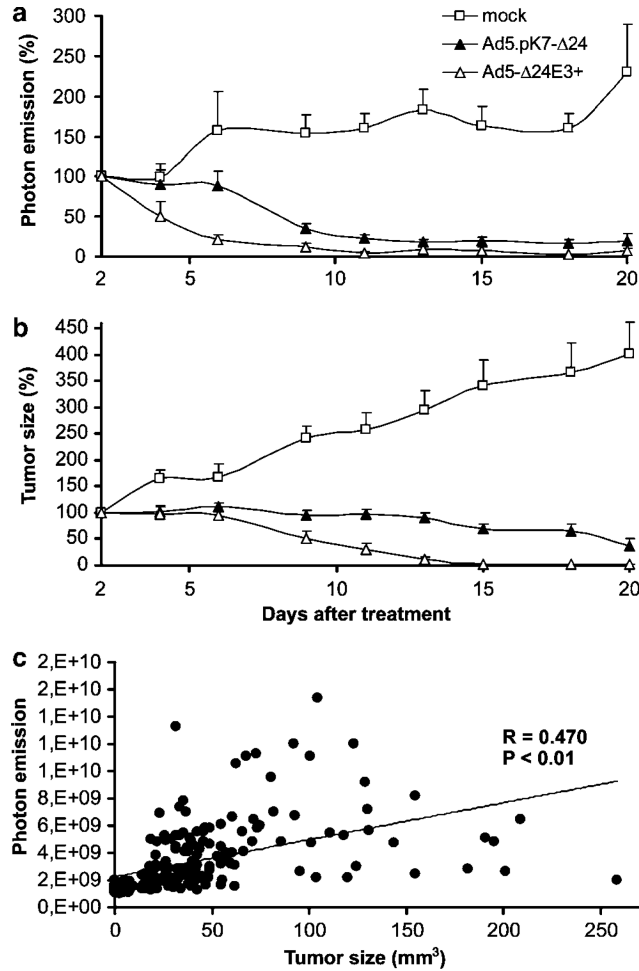 a
mock
Ad5.pK7-Δ24
Ad5-Δ24E3+
Photon emission (%)
300
250
200
150
100
50
0
2 5 10 15 20
b
Tumor size (%)
450
400
350
300
250
200
150
100
50
0
2 5 10 15 20
Days after treatment
c
Photon emission
2,E+10
2,E+10
1,E+10
1,E+10
1,E+10
8,E+09
6,E+09
4,E+09
2,E+09
0,E+00
R = 0.470
P < 0.01
0 50 100 150 200 250
Tumor size (mm³)